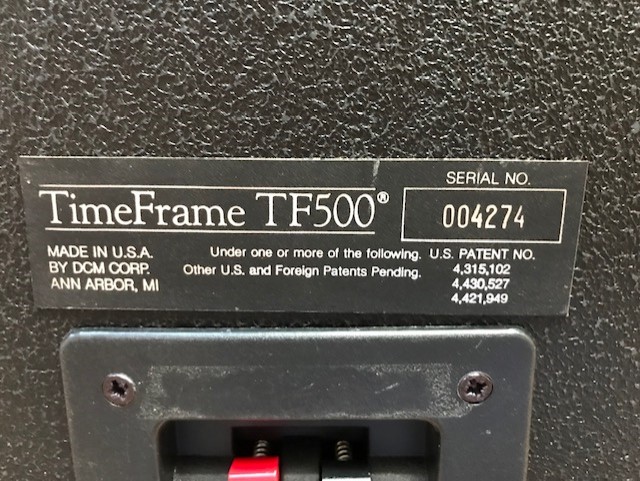 SERIAL NO.
TimeFrame TF500®
004274
MADE IN U.S.A.
BY DCM CORP.
ANN ARBOR, MI
Under one or more of the following. U.S. PATENT NO.
Other U.S. and Foreign Patents Pending. 4,315,102
4,430,527
4,421,949